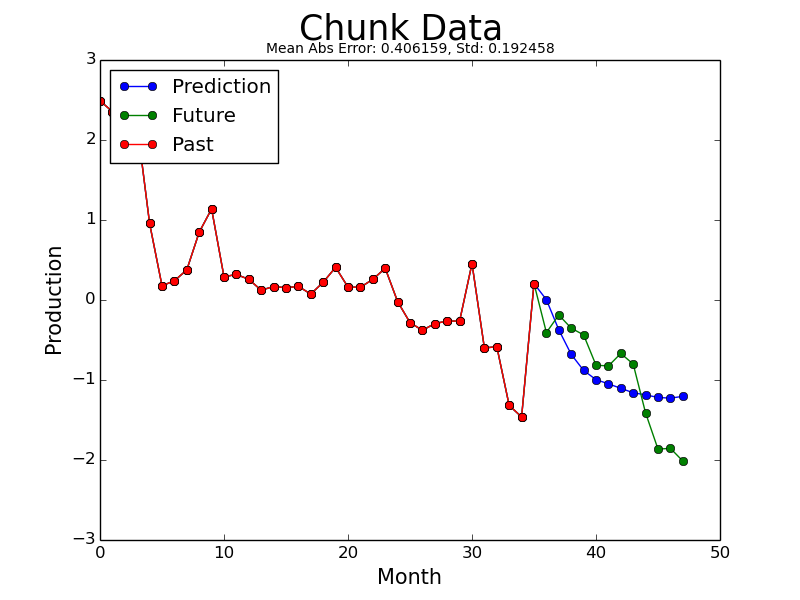 Chunk Data
Mean Abs Error: 0.406159, Std: 0.192458
3
2
1
0
−1
−2
−3
Production
Prediction
Future
Past
0 10 20 30 40 50
Month